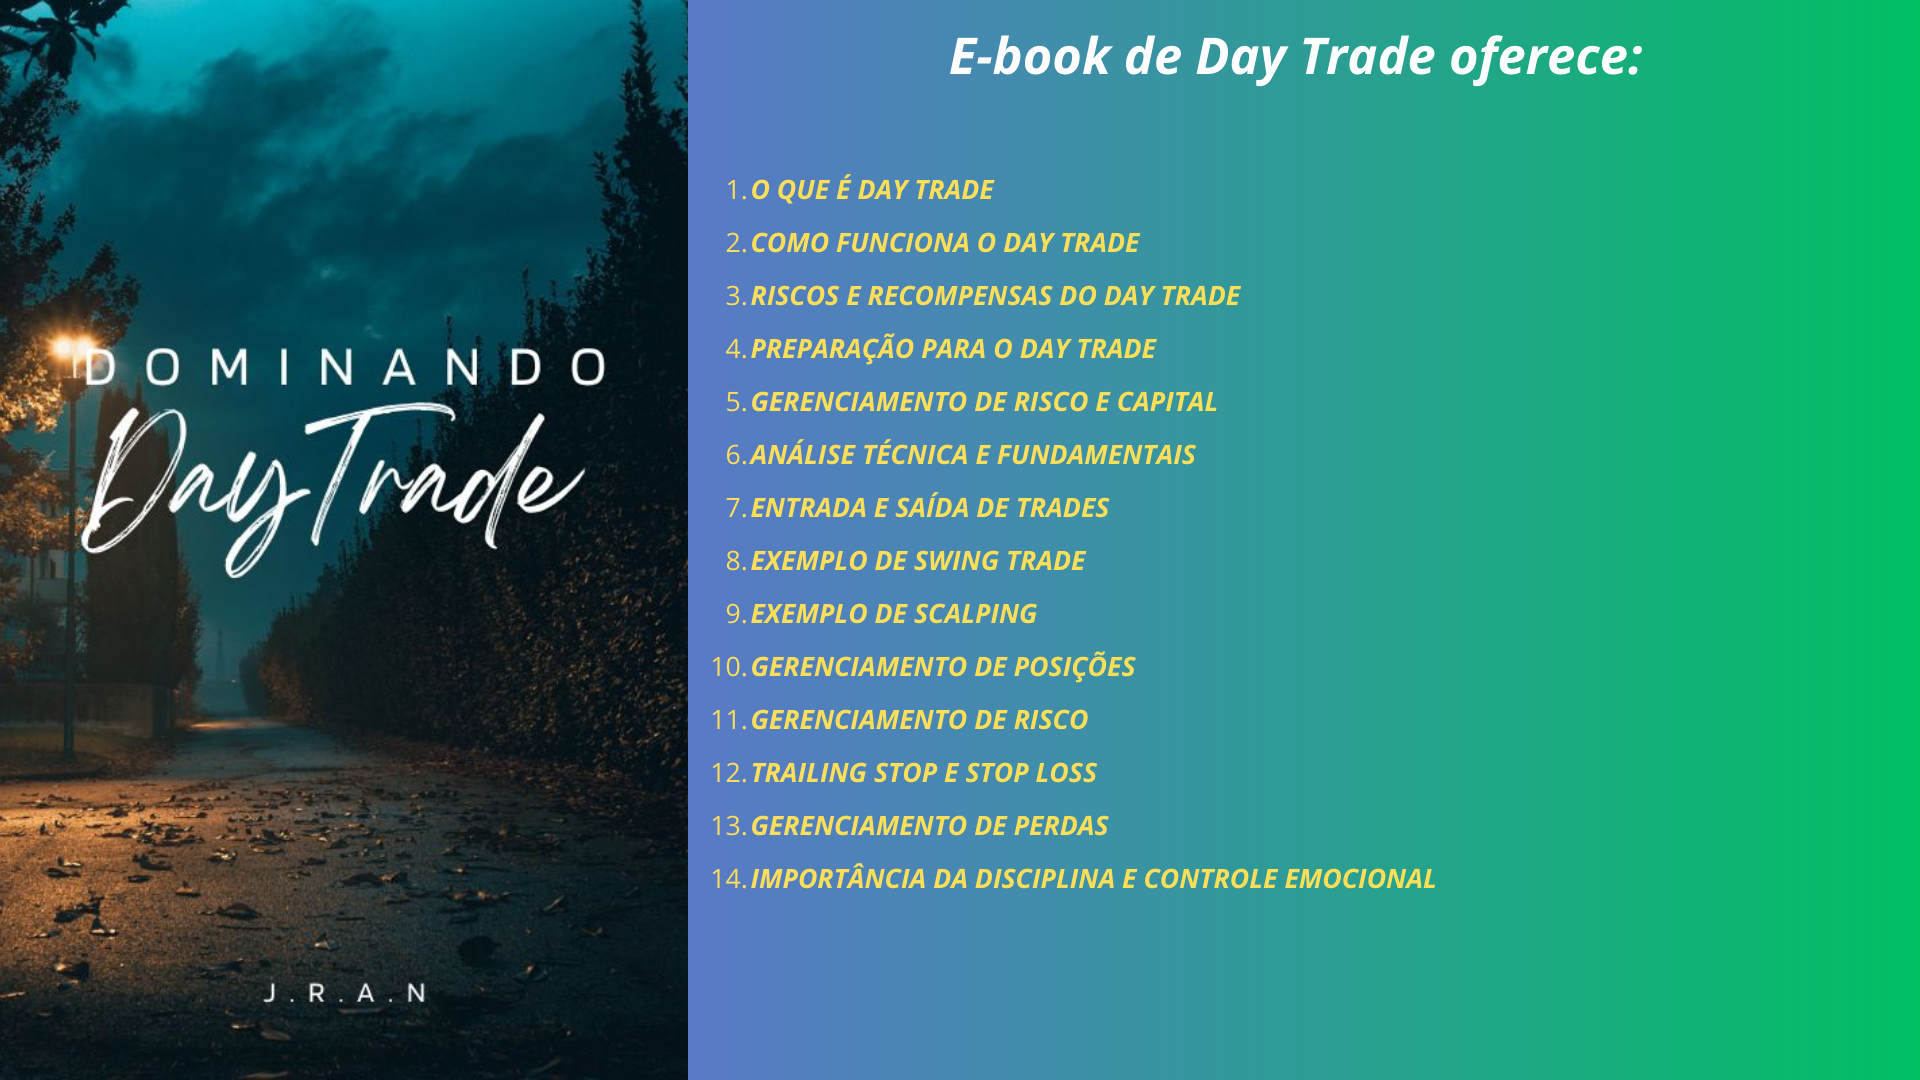 DOMINANDO
DayTrade
J.R.A.N
E-book de Day Trade oferece:
1. O QUE É DAY TRADE
2. COMO FUNCIONA O DAY TRADE
3. RISCOS E RECOMPENSAS DO DAY TRADE
4. PREPARAÇÃO PARA O DAY TRADE
5. GERENCIAMENTO DE RISCO E CAPITAL
6. ANÁLISE TÉCNICA E FUNDAMENTAIS
7. ENTRADA E SAÍDA DE TRADES
8. EXEMPLO DE SWING TRADE
9. EXEMPLO DE SCALPING
10. GERENCIAMENTO DE POSIÇÕES
11. GERENCIAMENTO DE RISCO
12. TRAILING STOP E STOP LOSS
13. GERENCIAMENTO DE PERDAS
14. IMPORTÂNCIA DA DISCIPLINA E CONTROLE EMOCIONAL